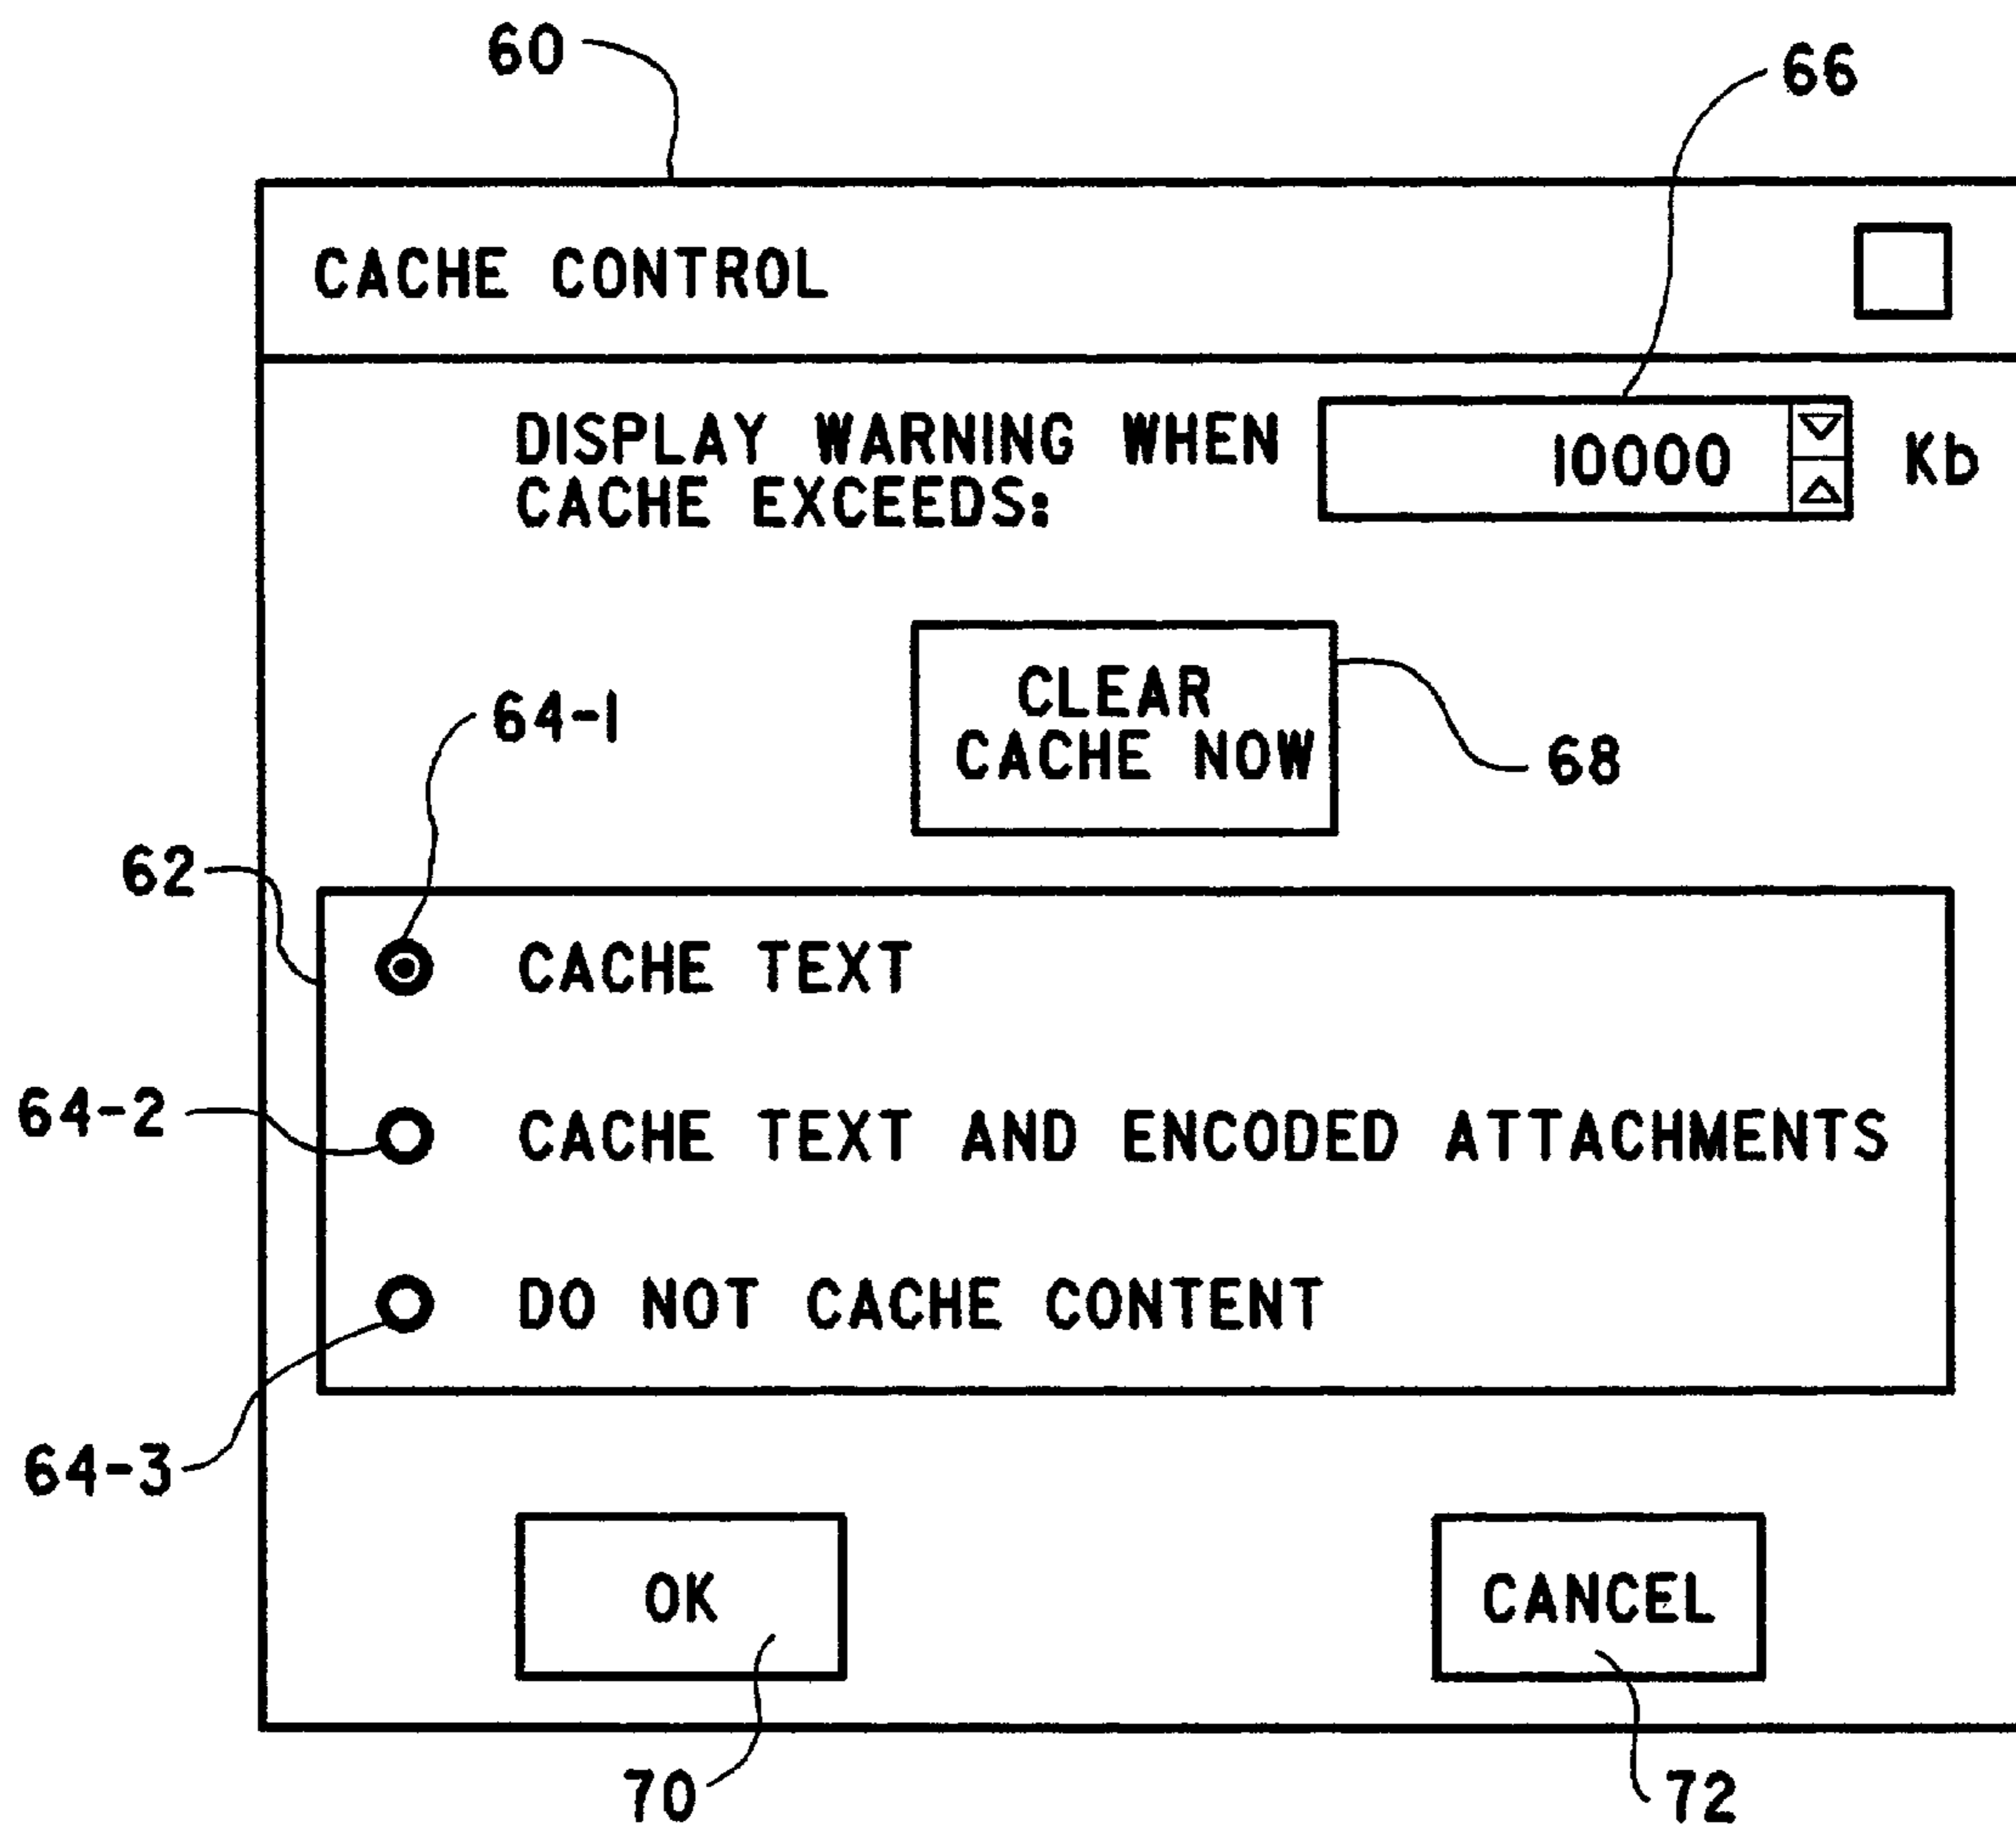 60
66
CACHE CONTROL
DISPLAY WARNING WHEN
CACHE EXCEEDS:
10000
Kb
CLEAR
CACHE NOW
64-1
68
62
CACHE TEXT
64-2
CACHE TEXT AND ENCODED ATTACHMENTS
DO NOT CACHE CONTENT
64-3
OK
CANCEL
70
72